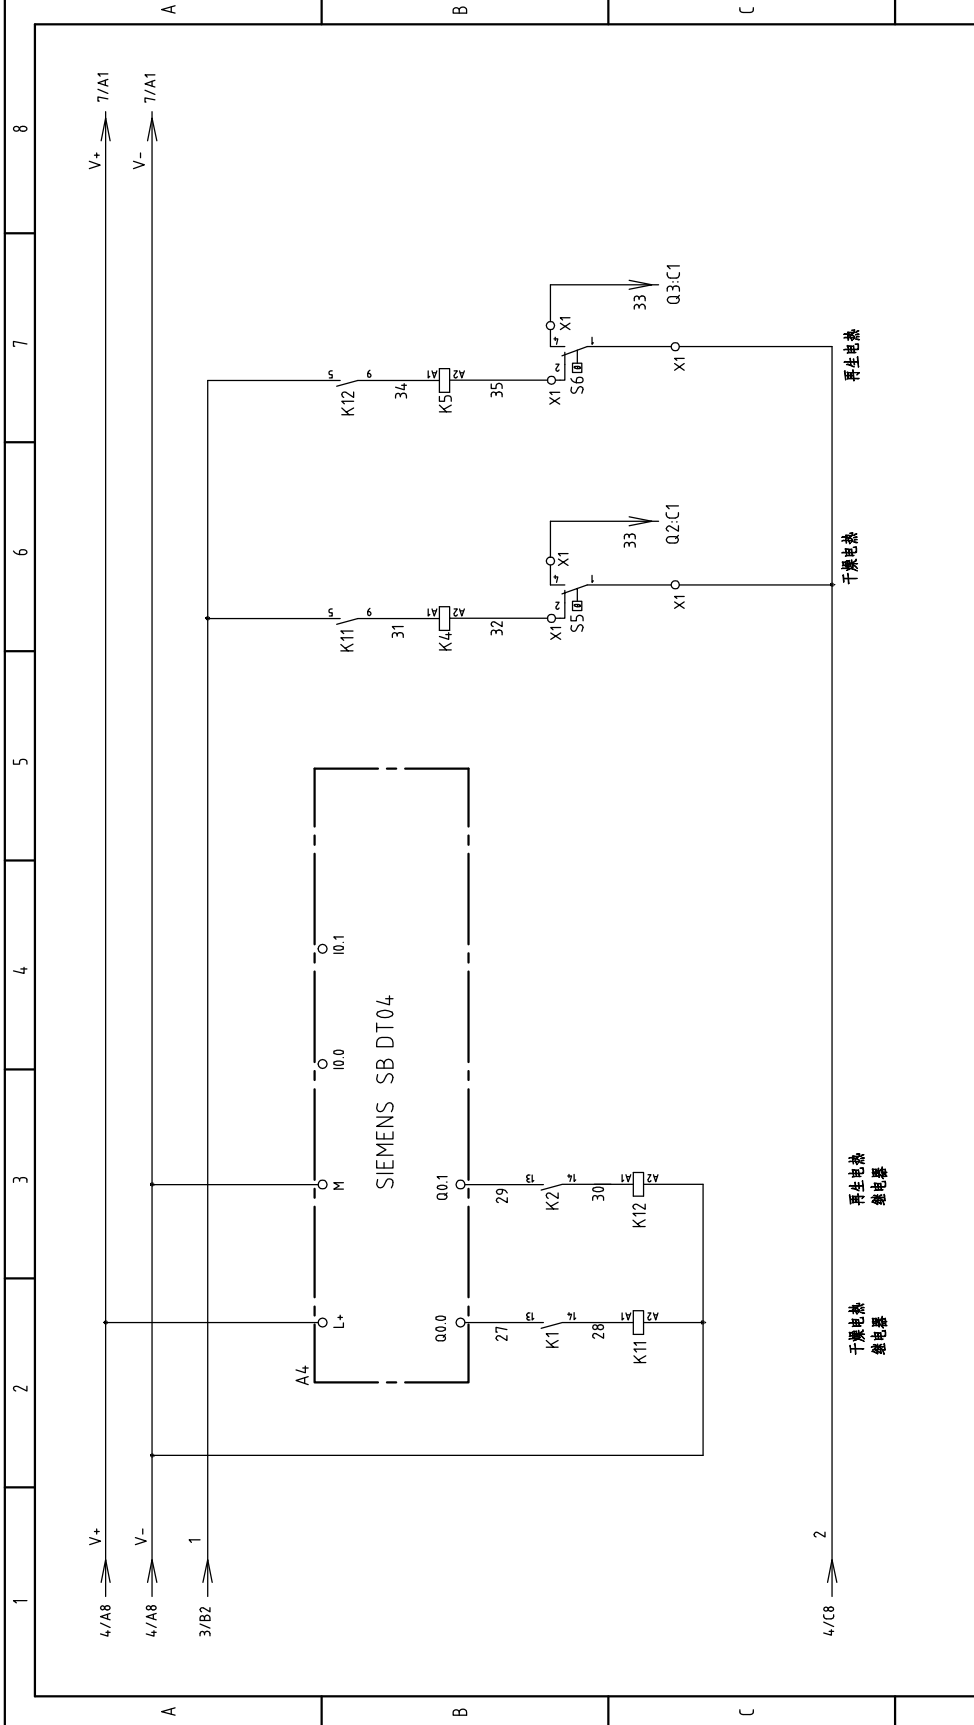 1 2 3 4 5 6 7 8
A A
B B
C C
4/A8 V+ V+ 7/A1
4/A8 V- V- 7/A1
3/B2 1
A4
L+ M I0.0 I0.1
SIEMENS SB DT04
Q0.0 Q0.1
27 29
K1 13 14
K2 13 14
28 30
K11 A1 A2
K12 A1 A2
K11 5 9
31
K4 A1 A2
32
X1 2 4 X1
S5 1
33
Q2:C1
X1
K12 5 9
34
K5 A1 A2
35
X1 2 4 X1
S6 1
33
Q3:C1
X1
4/C8 2
干燥电热
继电器
再生电热
继电器
干燥电热
再生电热